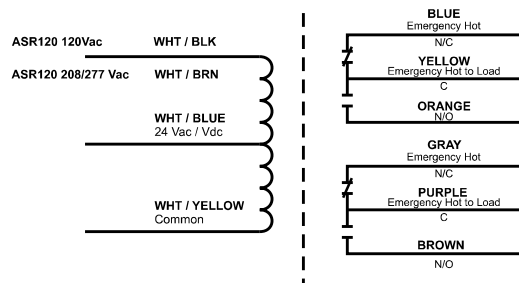 ASR120 120Vac WHT / BLK
ASR120 208/277 Vac WHT / BRN
WHT / BLUE
24 Vac / Vdc
WHT / YELLOW
Common
BLUE
Emergency Hot
N/C
YELLOW
Emergency Hot to Load
C
ORANGE
N/O
GRAY
Emergency Hot
N/C
PURPLE
Emergency Hot to Load
C
BROWN
N/O